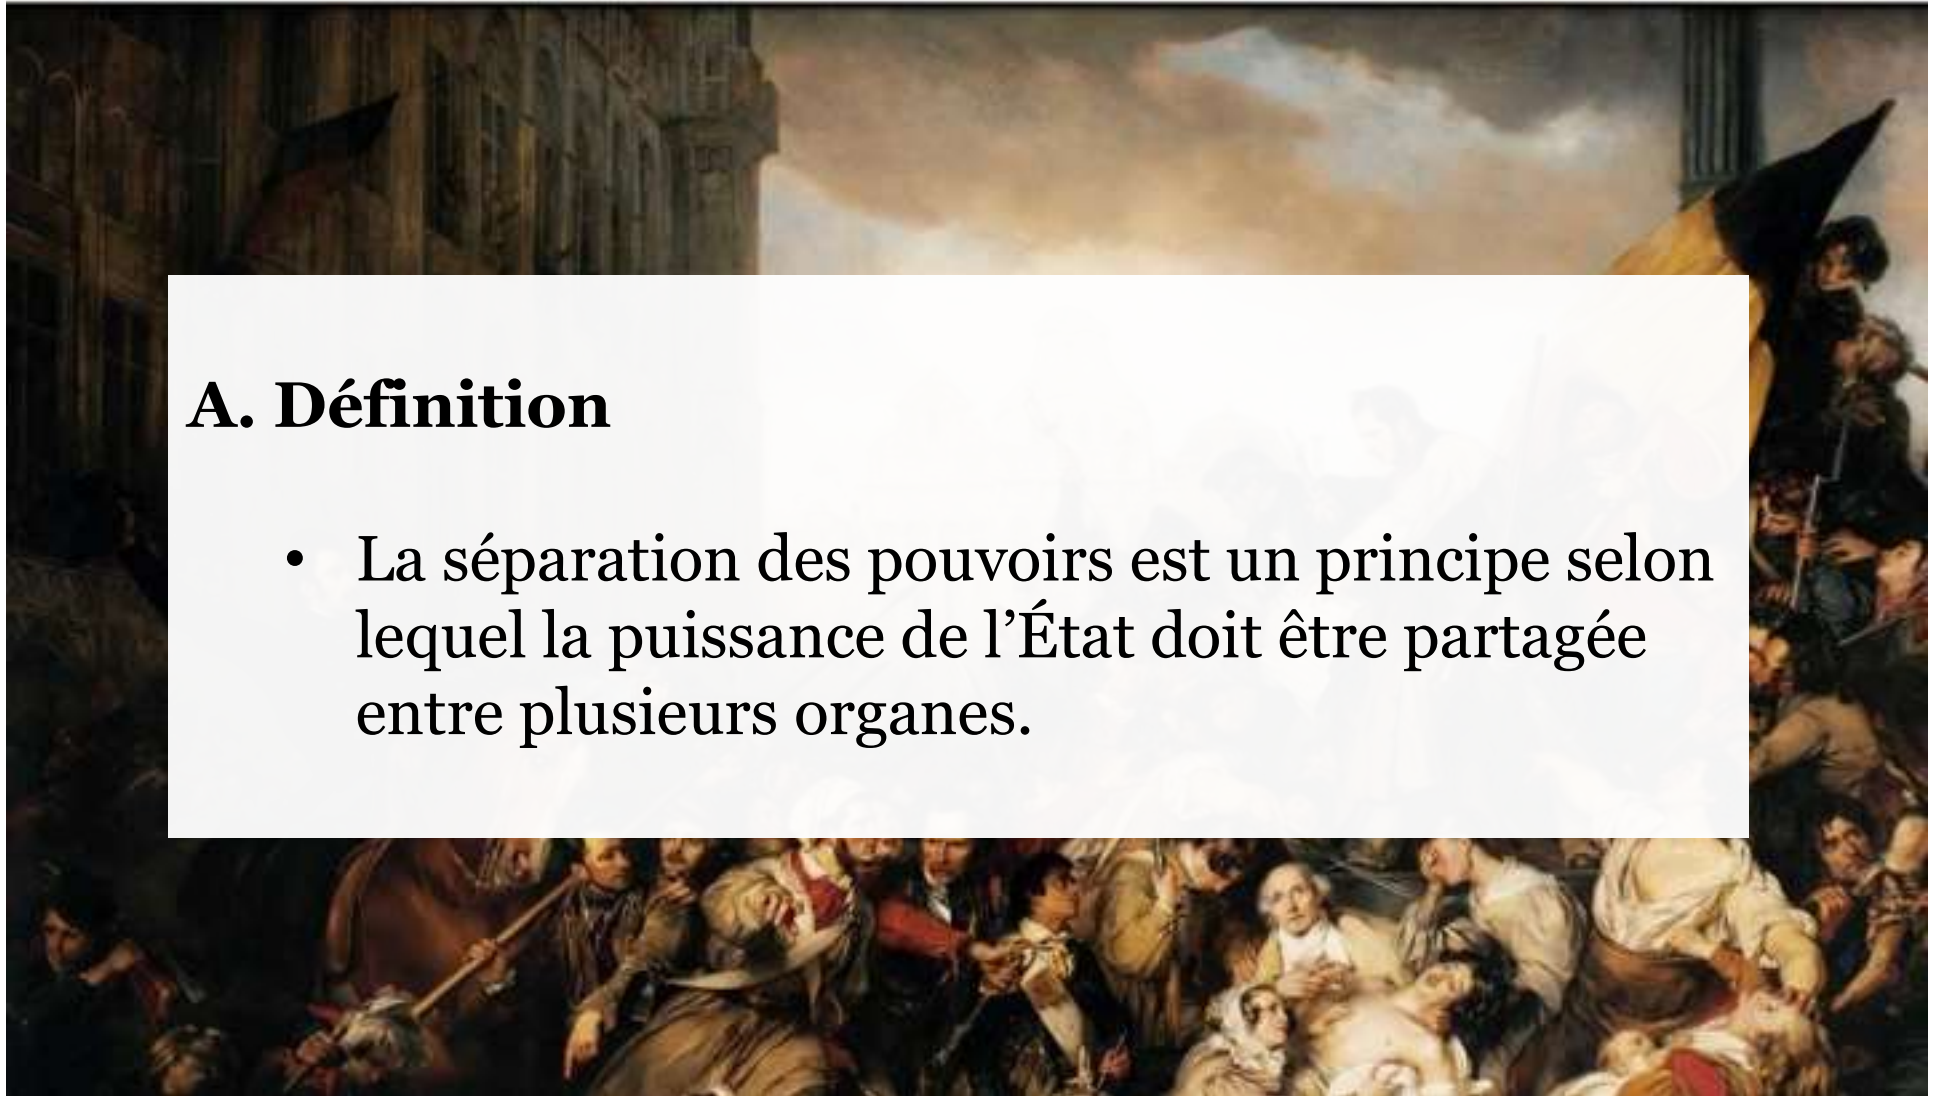 A. Définition
• La séparation des pouvoirs est un principe selon
lequel la puissance de l’État doit être partagée
entre plusieurs organes.